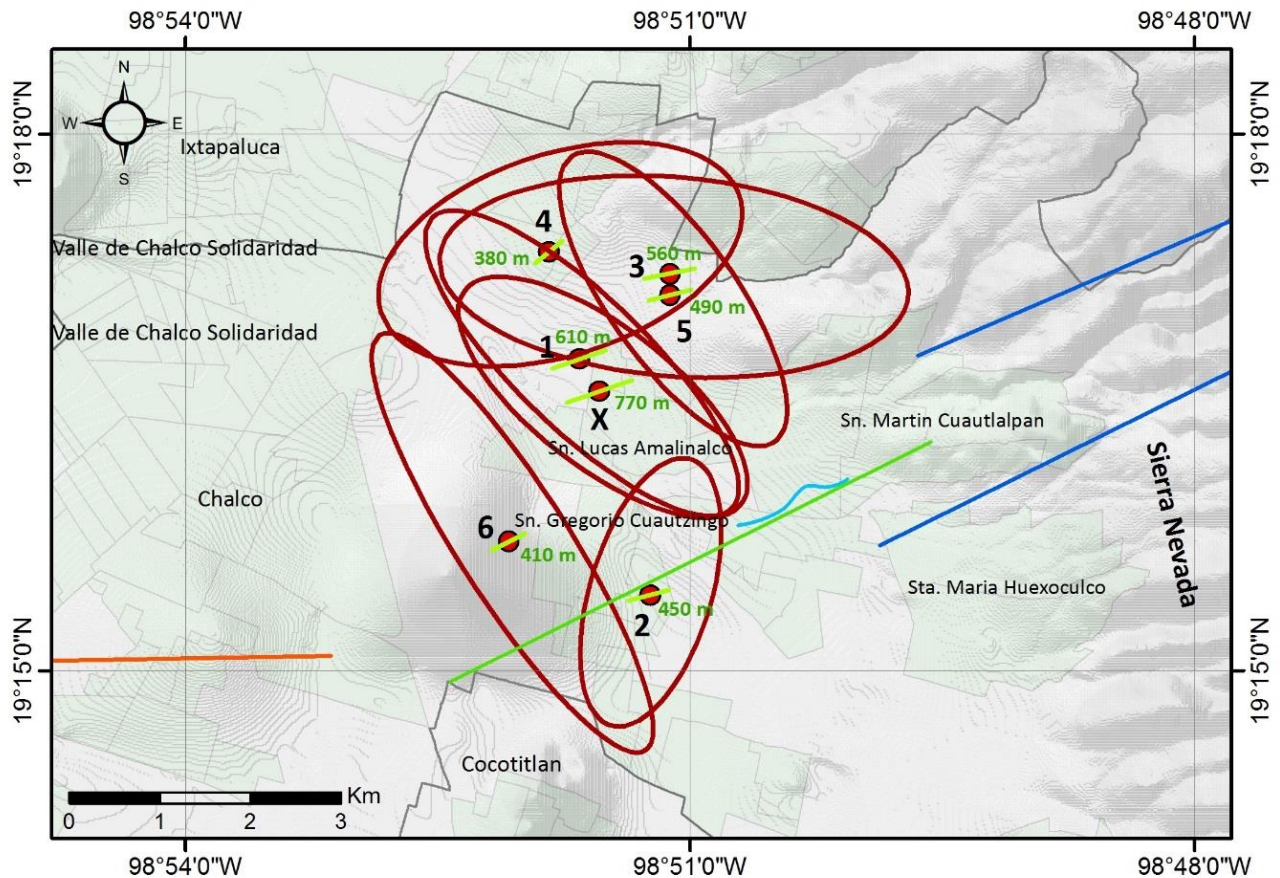 98°54'0"W 98°51'0"W 98°48'0"W
19°18'0"N 19°18'0"N
N
W E
S
Ixtapaluca
4
Valle de Chalco Solidaridad
380 m
3 560 m
490 m
5
Valle de Chalco Solidaridad
1 610 m
770 m
X
Sn. Martin Cuautlalpan
Sn. Lucas Amalinalco
Sierra Nevada
Chalco
Sn. Gregorio Cuautzingo
6
410 m
Sta. Maria Huexoculco
450 m
2
19°15'0"N 19°15'0"N
Cocotitlan
Km
0 1 2 3
98°54'0"W 98°51'0"W 98°48'0"W